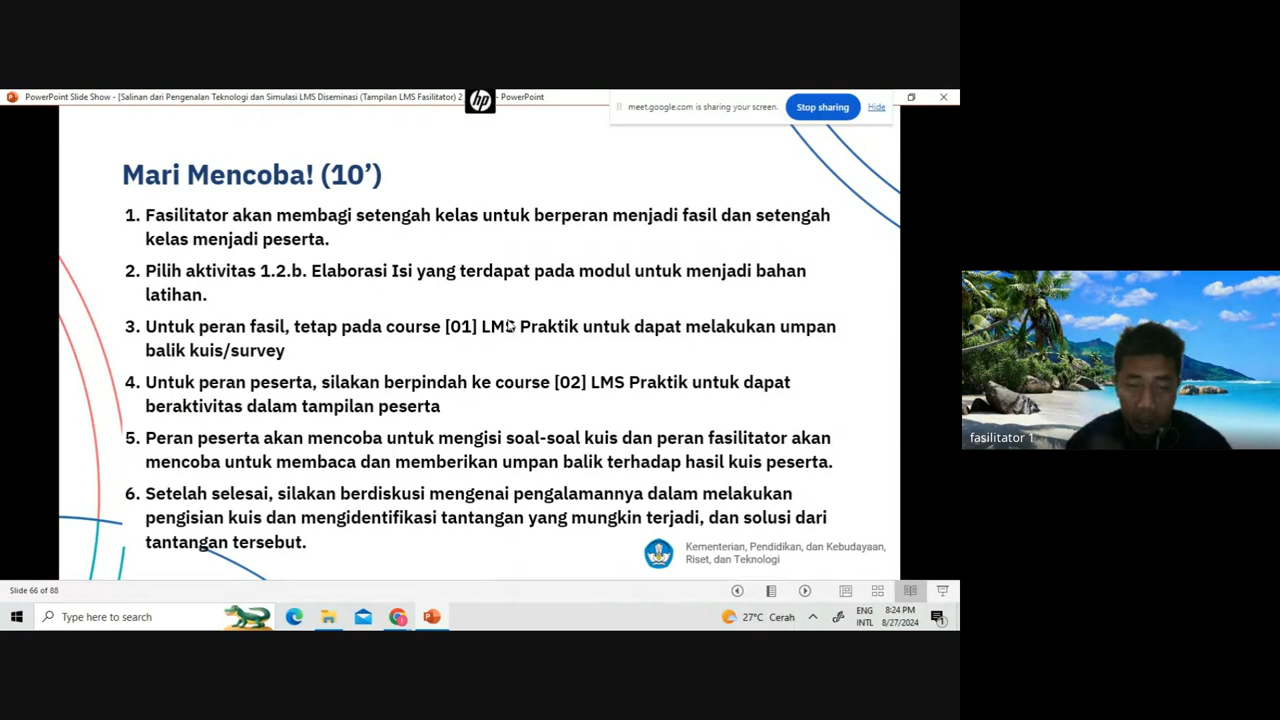 PowerPoint Slide Show - [Salinan dari Pengenalan Teknologi dan Simulasi LMS Diseminasi (Tampilan LMS Fasilitator) 2
hp
- PowerPoint
meet.google.com is sharing your screen.
Stop sharing
Hide
Mari Mencoba! (10’)
1. Fasilitator akan membagi setengah kelas untuk berperan menjadi fasil dan setengah
kelas menjadi peserta.
2. Pilih aktivitas 1.2.b. Elaborasi Isi yang terdapat pada modul untuk menjadi bahan
latihan.
3. Untuk peran fasil, tetap pada course [01] LMS Praktik untuk dapat melakukan umpan
balik kuis/survey
4. Untuk peran peserta, silakan berpindah ke course [02] LMS Praktik untuk dapat
beraktivitas dalam tampilan peserta
5. Peran peserta akan mencoba untuk mengisi soal-soal kuis dan peran fasilitator akan
mencoba untuk membaca dan memberikan umpan balik terhadap hasil kuis peserta.
6. Setelah selesai, silakan berdiskusi mengenai pengalamannya dalam melakukan
pengisian kuis dan mengidentifikasi tantangan yang mungkin terjadi, dan solusi dari
tantangan tersebut.
Kementerian, Pendidikan, dan Kebudayaan,
Riset, dan Teknologi
fasilitator 1
Slide 66 of 88
Type here to search
27°C Cerah
ENG
INTL
8:24 PM
8/27/2024
1